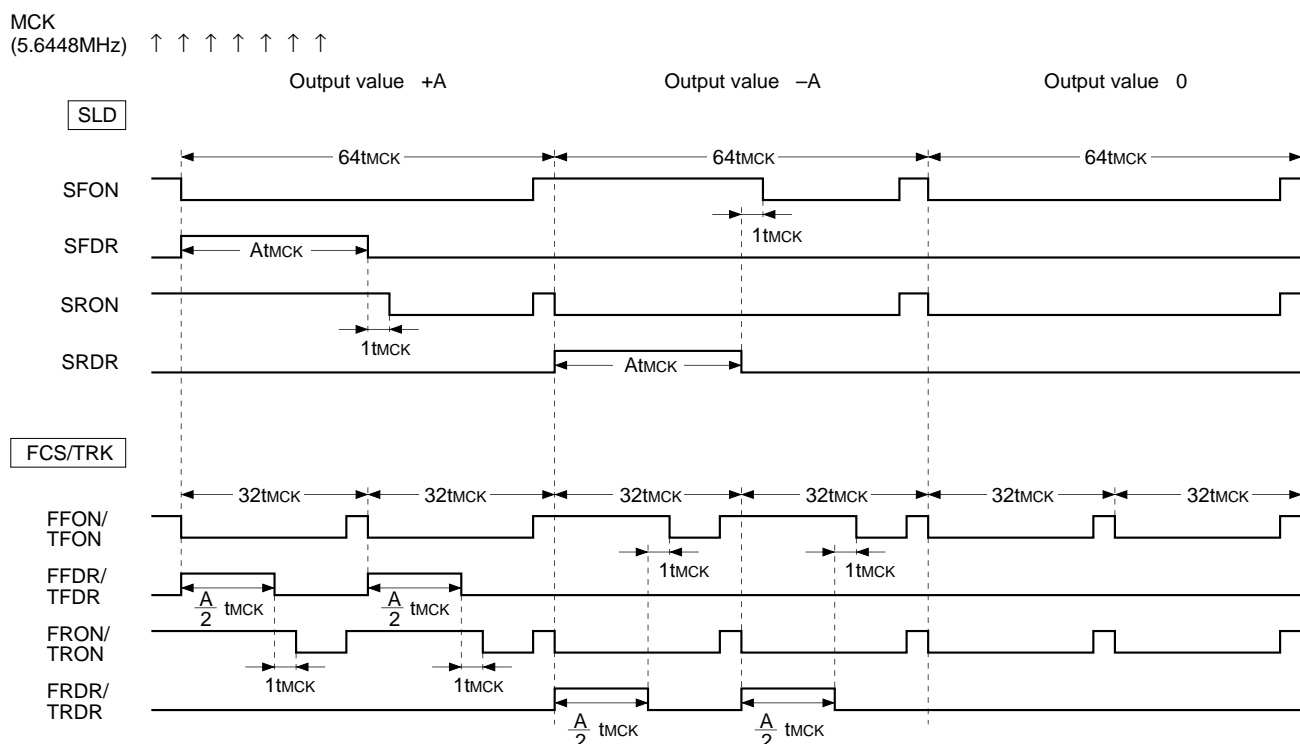 MCK
(5.6448MHz) ↑ ↑ ↑ ↑ ↑ ↑ ↑
Output value +A Output value –A Output value 0
SLD
64tMCK 64tMCK 64tMCK
SFON
1tMCK
SFDR
AtMCK
SRON
1tMCK
SRDR
AtMCK
FCS/TRK
32tMCK 32tMCK 32tMCK 32tMCK 32tMCK 32tMCK
FFON/
TFON
1tMCK 1tMCK
FFDR/
TFDR
A/2 tMCK A/2 tMCK
FRON/
TRON
1tMCK 1tMCK
FRDR/
TRDR
A/2 tMCK A/2 tMCK